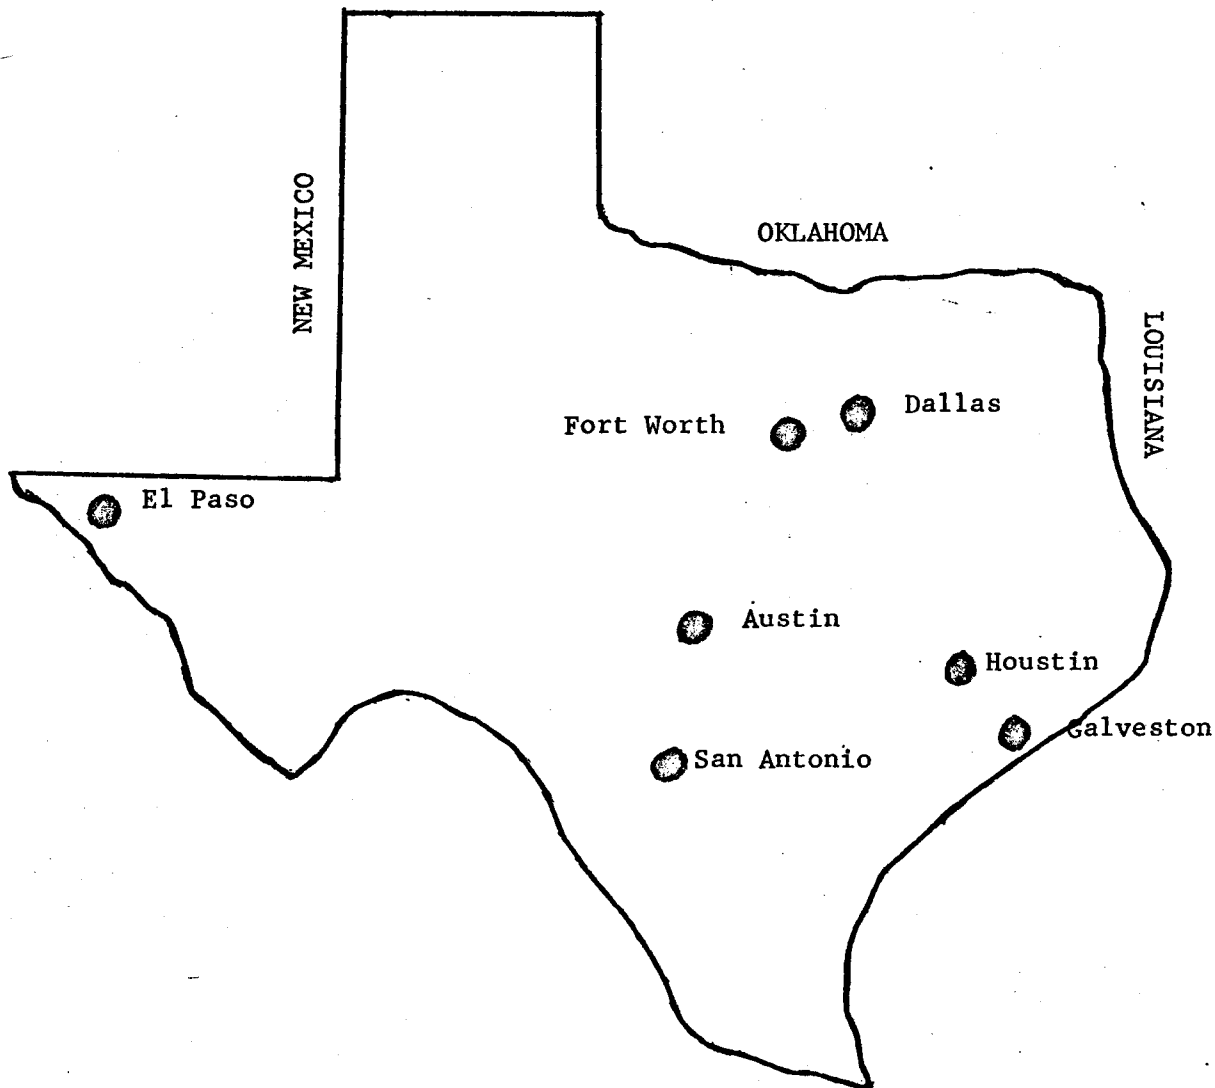 NEW MEXICO
OKLAHOMA
LOUISIANA
Dallas
Fort Worth
El Paso
Austin
Houstin
Galveston
San Antonio